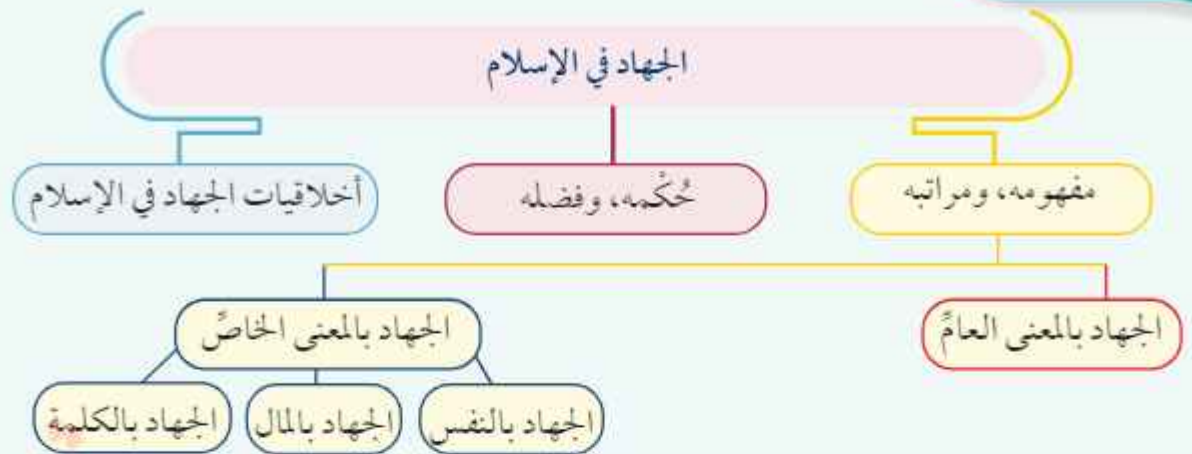 الجهاد في الإسلام
مفهومه، ومراتبه
حُكْمه، وفضله
أخلاقيات الجهاد في الإسلام
الجهاد بالمعنى العامِّ
الجهاد بالمعنى الخاصِّ
الجهاد بالنفس
الجهاد بالمال
الجهاد بالكلمة